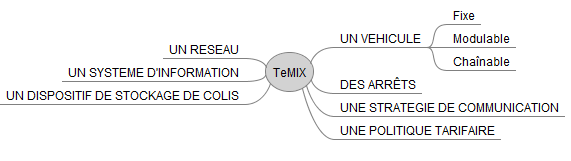 UN RESEAU
UN SYSTEME D'INFORMATION
UN DISPOSITIF DE STOCKAGE DE COLIS
TeMIX
UN VEHICULE
Fixe
Modulable
Chaînable
DES ARRÊTS
UNE STRATEGIE DE COMMUNICATION
UNE POLITIQUE TARIFAIRE